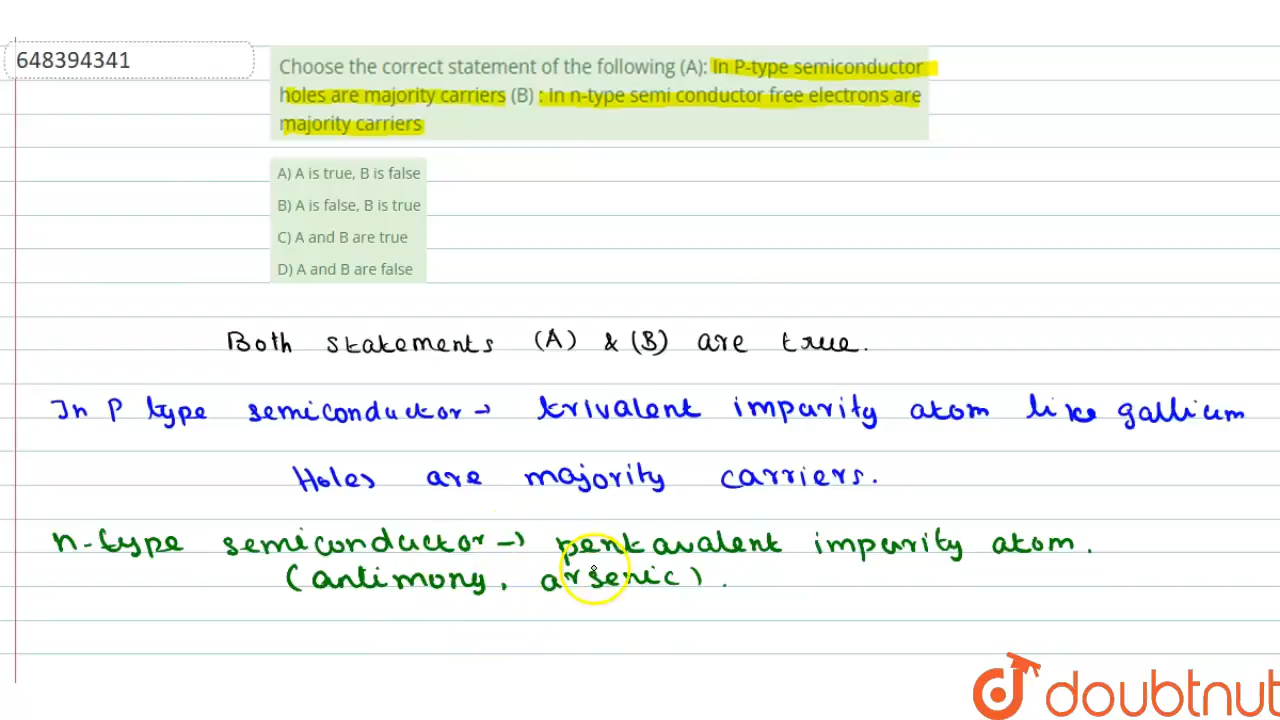 648394341
Choose the correct statement of the following (A): In P-type semiconductor
holes are majority carriers (B) : In n-type semi conductor free electrons are
majority carriers
A) A is true, B is false
B) A is false, B is true
C) A and B are true
D) A and B are false
Both statements (A) & (B) are true.
In P type semiconductor → trivalent impurity atom like gallium
Holes are majority carriers.
n-type semiconductor → pentavalent impurity atom.
(antimony, arsenic).
doubtnut